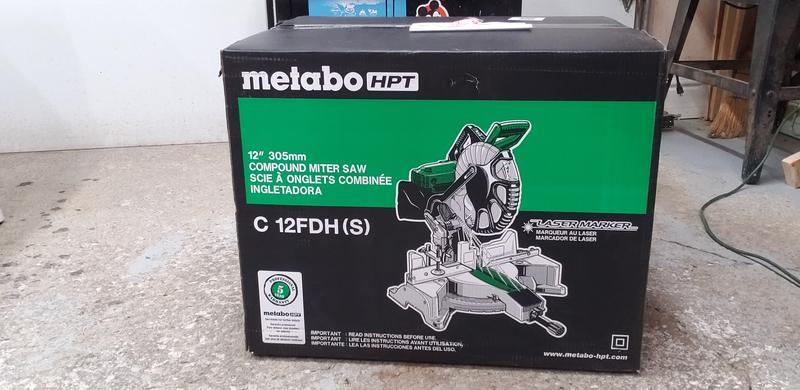 metabo HPT
12" 305mm
COMPOUND MITER SAW
SCIE À ONGLETS COMBINÉE
INGLETADORA
C 12FDH (S)
LASER MARKER
MARQUEUR AU LASER
MARCADOR DE LASER
5
metabo HPT
IMPORTANT : READ INSTRUCTIONS BEFORE USE.
IMPORTANT : LIRE LES INSTRUCTIONS AVANT UTILISATION.
IMPORTANTE : LEA LAS INSTRUCCIONES ANTES DEL USO.
www.metabo-hpt.com